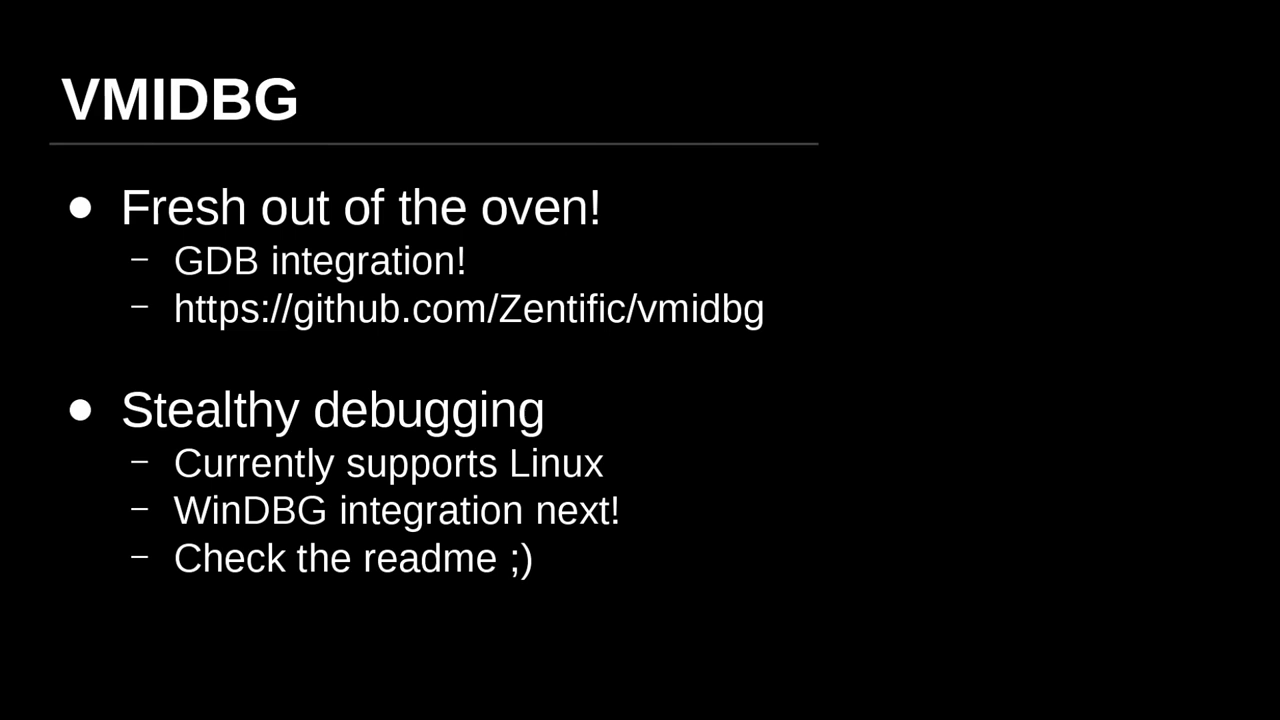 VMIDBG
● Fresh out of the oven!
– GDB integration!
– https://github.com/Zentific/vmidbg
● Stealthy debugging
– Currently supports Linux
– WinDBG integration next!
– Check the readme ;)